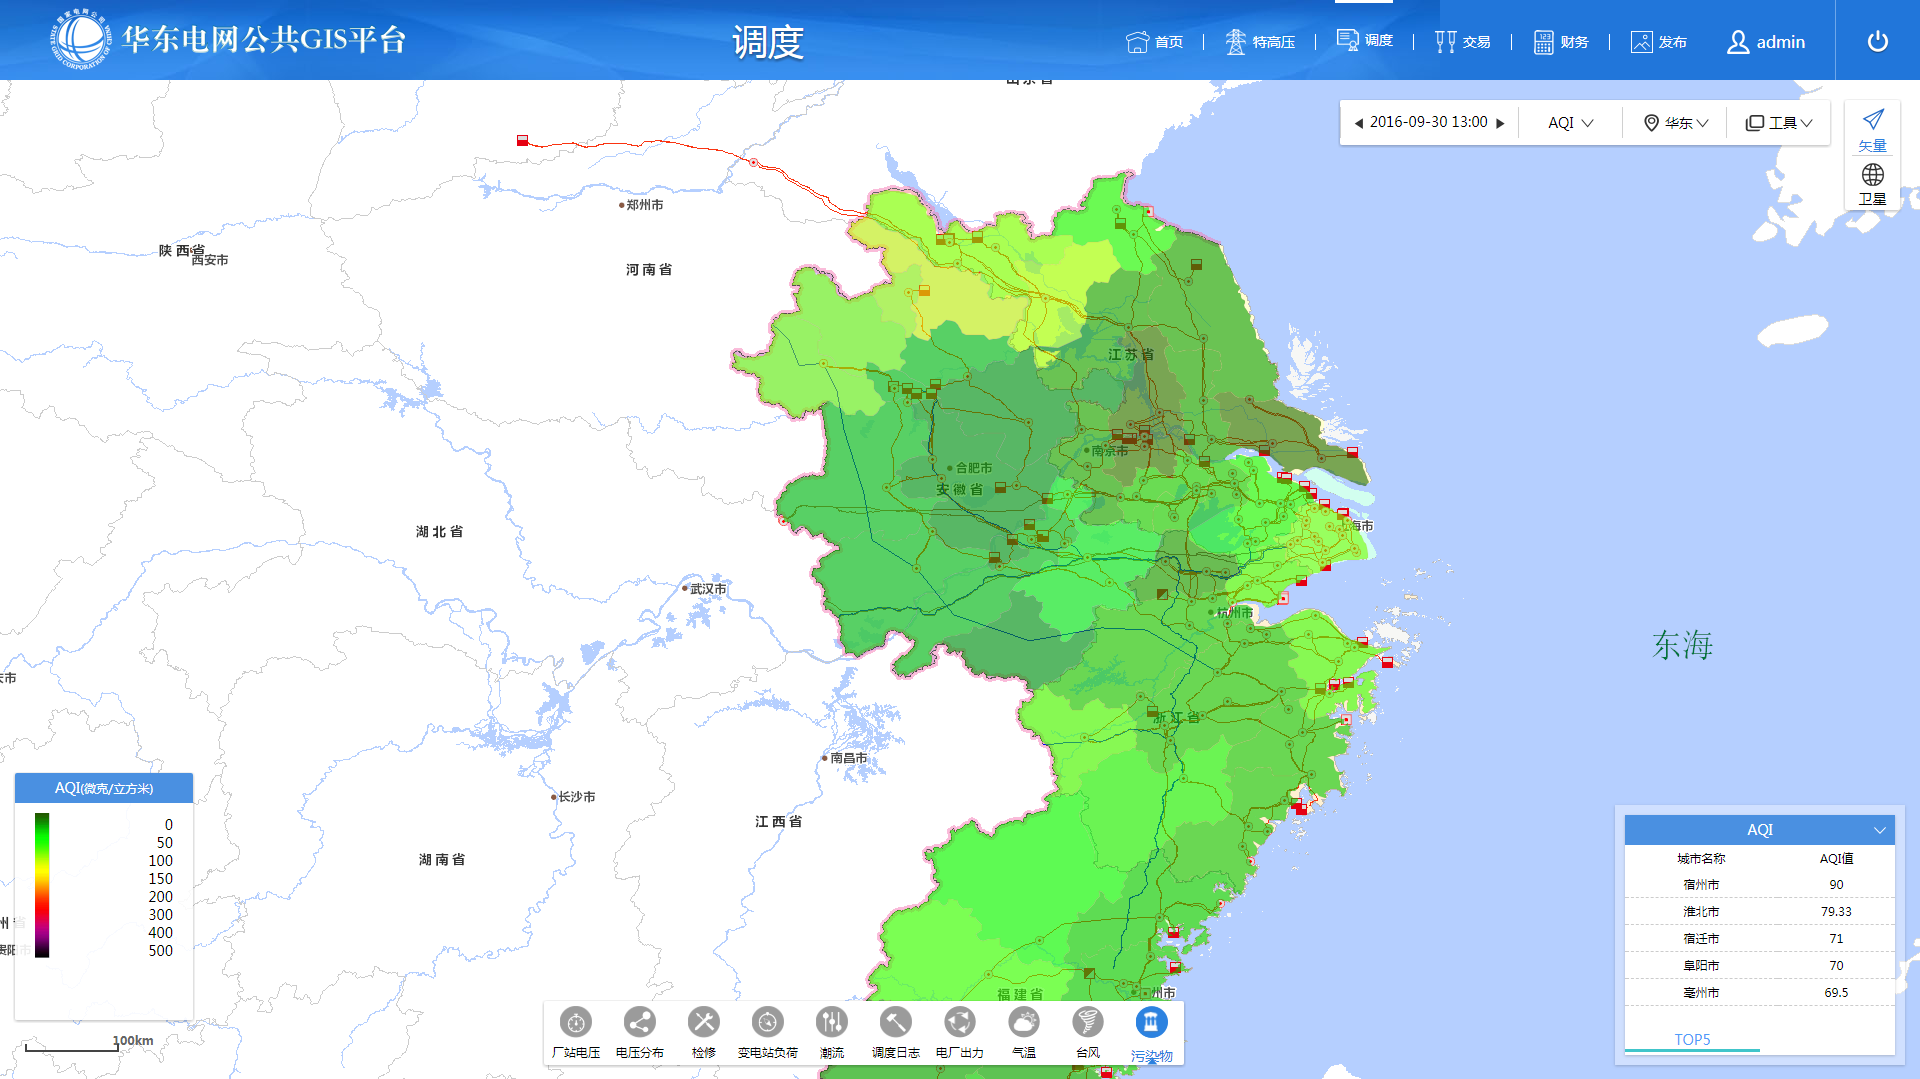 华东电网公共GIS平台
调度
首页
特高压
调度
交易
财务
发布
admin
2016-09-30 13:00
AQI
华东
工具
矢量
卫星
郑州市
陕西省
西安市
河南省
江苏省
南京市
合肥市
安徽省
湖北省
海市
武汉市
杭州市
东海
浙江省
南昌市
长沙市
江西省
湖南省
福建省
州市
AQI(微克/立方米)
0
50
100
150
200
300
400
500
100km
厂站电压
电压分布
检修
变电站负荷
潮流
调度日志
电厂出力
气温
台风
污染物
AQI
城市名称 AQI值
宿州市 90
淮北市 79.33
宿迁市 71
阜阳市 70
亳州市 69.5
TOP5